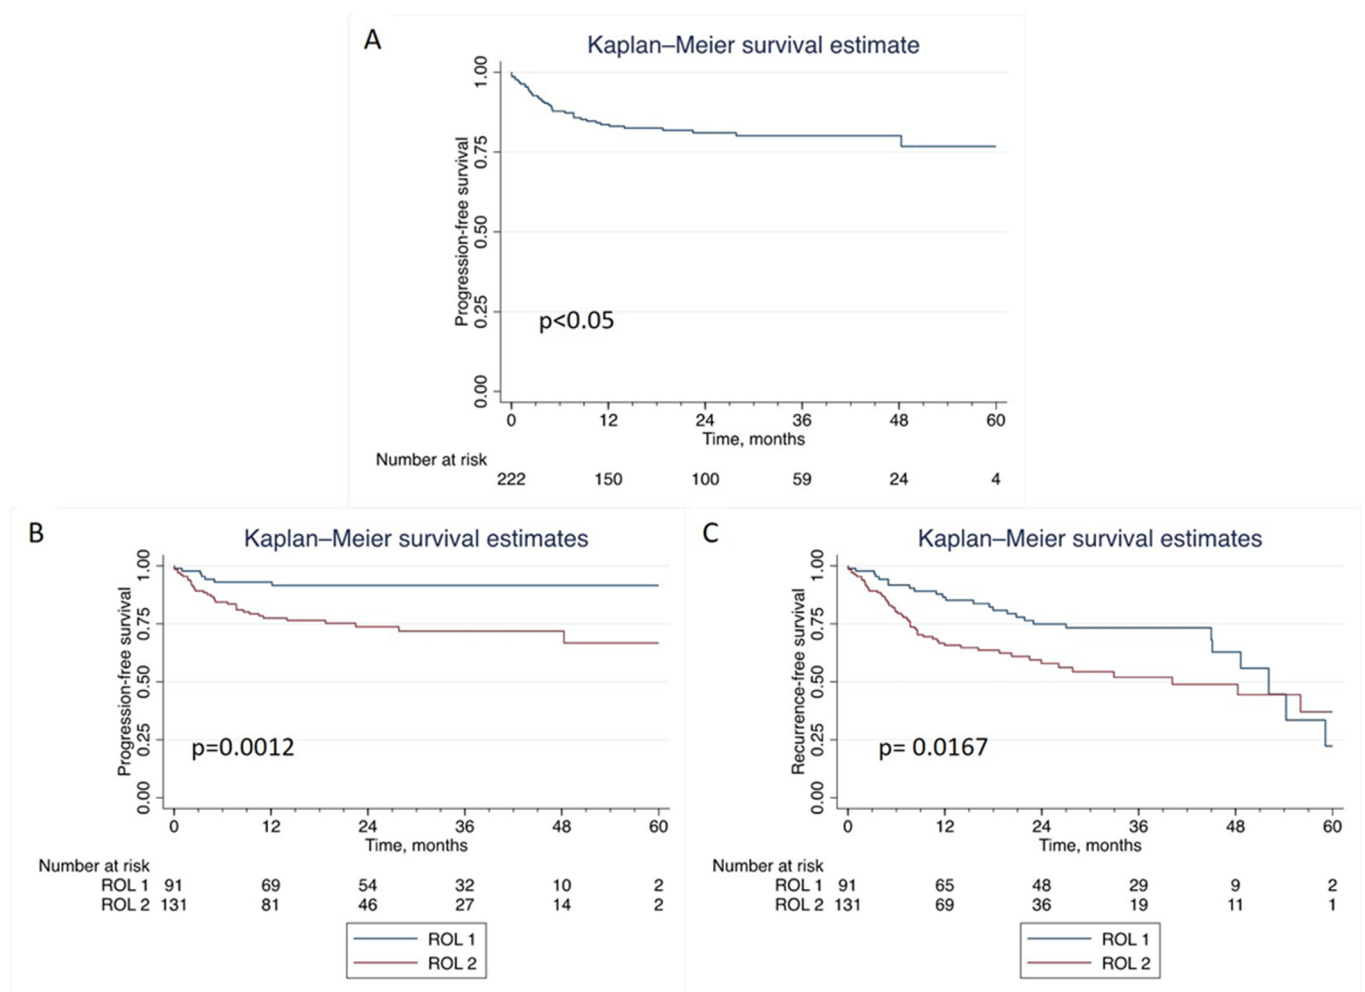 A
Kaplan–Meier survival estimate
Progression-free survival
1.00
0.75
0.50
0.25
0.00
p<0.05
0 12 24 36 48 60
Time, months
Number at risk
222 150 100 59 24 4
B
Kaplan–Meier survival estimates
Progression-free survival
1.00
0.75
0.50
0.25
0.00
p=0.0012
0 12 24 36 48 60
Time, months
Number at risk
ROL 1 91 69 54 32 10 2
ROL 2 131 81 46 27 14 2
ROL 1
ROL 2
C
Kaplan–Meier survival estimates
Recurrence-free survival
1.00
0.75
0.50
0.25
0.00
p= 0.0167
0 12 24 36 48 60
Time, months
Number at risk
ROL 1 91 65 48 29 9 2
ROL 2 131 69 36 19 11 1
ROL 1
ROL 2